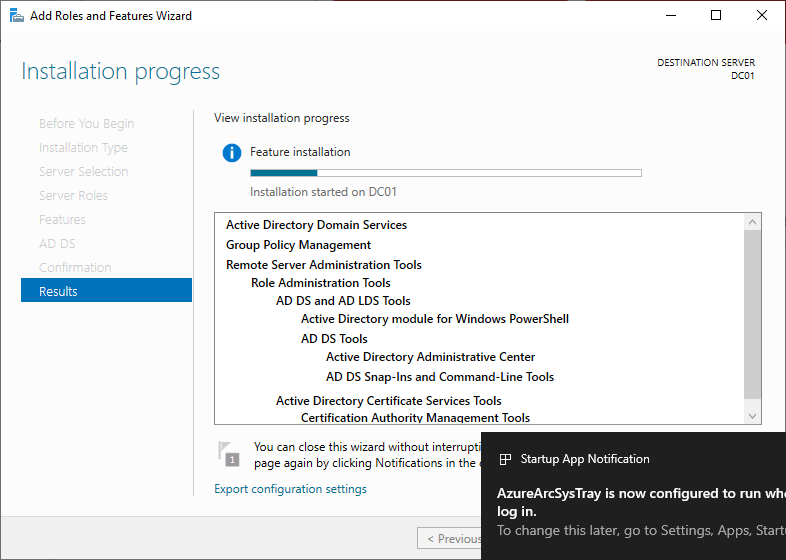 Add Roles and Features Wizard
Installation progress
DESTINATION SERVER
DC01
Before You Begin
Installation Type
Server Selection
Server Roles
Features
AD DS
Confirmation
Results
View installation progress
Feature installation
Installation started on DC01
Active Directory Domain Services
Group Policy Management
Remote Server Administration Tools
Role Administration Tools
AD DS and AD LDS Tools
Active Directory module for Windows PowerShell
AD DS Tools
Active Directory Administrative Center
AD DS Snap-Ins and Command-Line Tools
Active Directory Certificate Services Tools
Certification Authority Management Tools
1
You can close this wizard without interrupti
page again by clicking Notifications in the
Export configuration settings
< Previous
Startup App Notification
AzureArcSysTray is now configured to run whe
log in.
To change this later, go to Settings, Apps, Start